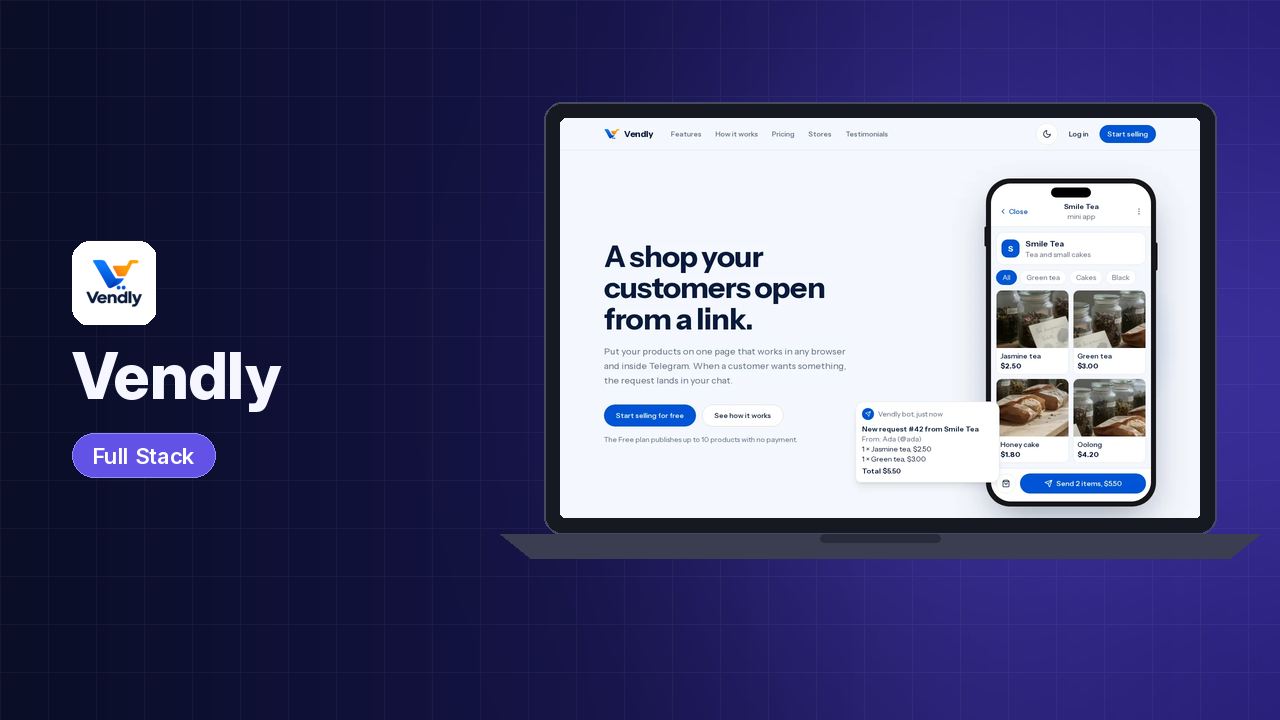 Vendly
Vendly
Full Stack
Vendly
Features
How it works
Pricing
Stores
Testimonials
Log in
Start selling
A shop your
customers open
from a link.
Put your products on one page that works in any browser
and inside Telegram. When a customer wants something,
the request lands in your chat.
Start selling for free
See how it works
The Free plan publishes up to 10 products with no payment.
Vendly bot, just now
New request #42 from Smile Tea
From: Ada (@ada)
1 × Jasmine tea, $2.50
1 × Green tea, $3.00
Total $5.50
Close
Smile Tea
mini app
S
Smile Tea
Tea and small cakes
All
Green tea
Cakes
Black
Jasmine tea
$2.50
Green tea
$3.00
Honey cake
$1.80
Oolong
$4.20
Send 2 items, $5.50